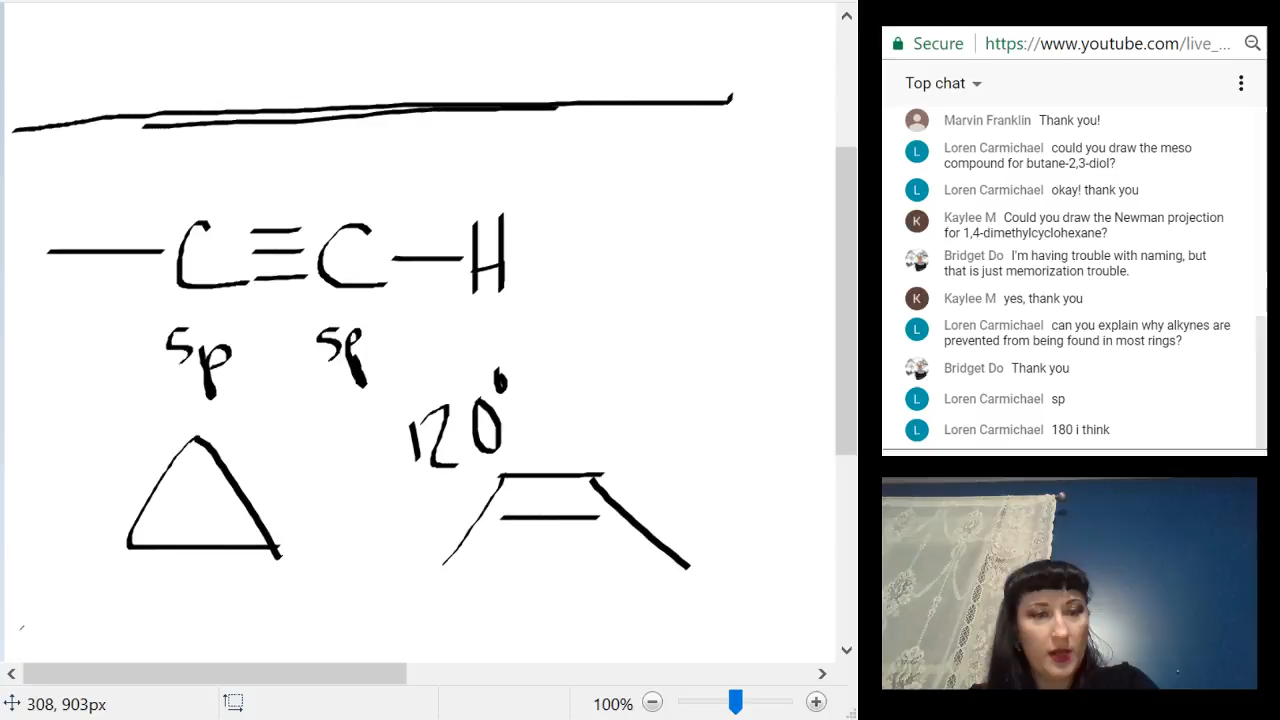 C≡C—H
sp sp
120°
308, 903px
100%
Secure https://www.youtube.com/live_...
Top chat
Marvin Franklin Thank you!
Loren Carmichael could you draw the meso
compound for butane-2,3-diol?
L
Loren Carmichael okay! thank you
L
Kaylee M Could you draw the Newman projection
for 1,4-dimethylcyclohexane?
K
Bridget Do I'm having trouble with naming, but
that is just memorization trouble.
K Kaylee M yes, thank you
Loren Carmichael can you explain why alkynes are
prevented from being found in most rings?
L
Bridget Do Thank you
L Loren Carmichael sp
L Loren Carmichael 180 i think